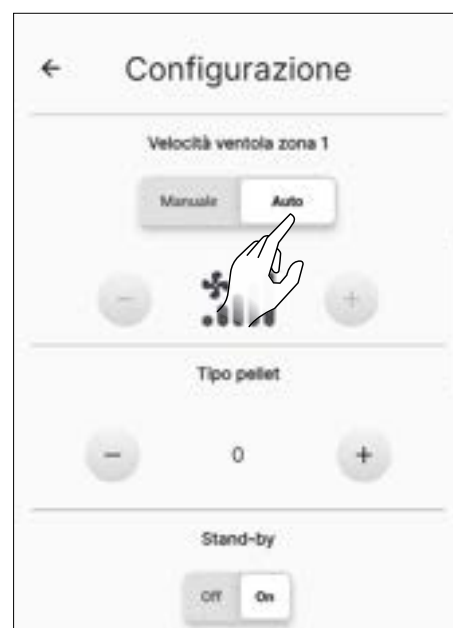 ← Configurazione
Velocità ventola zona 1
Manuale Auto
− +
Tipo pellet
− 0 +
Stand-by
Off On